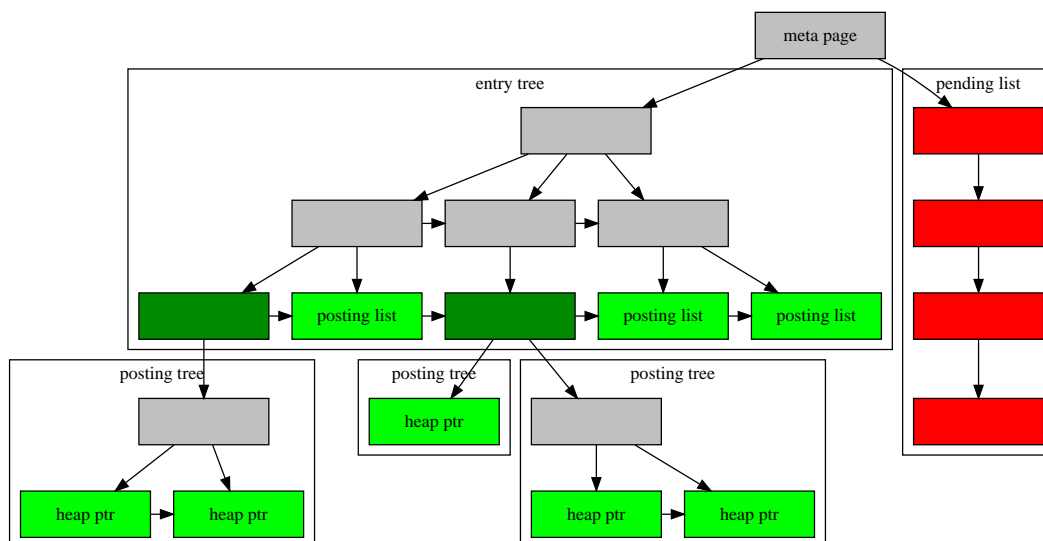 meta page
entry tree
pending list
posting list
posting list
posting list
posting tree
posting tree
posting tree
heap ptr
heap ptr
heap ptr
heap ptr
heap ptr